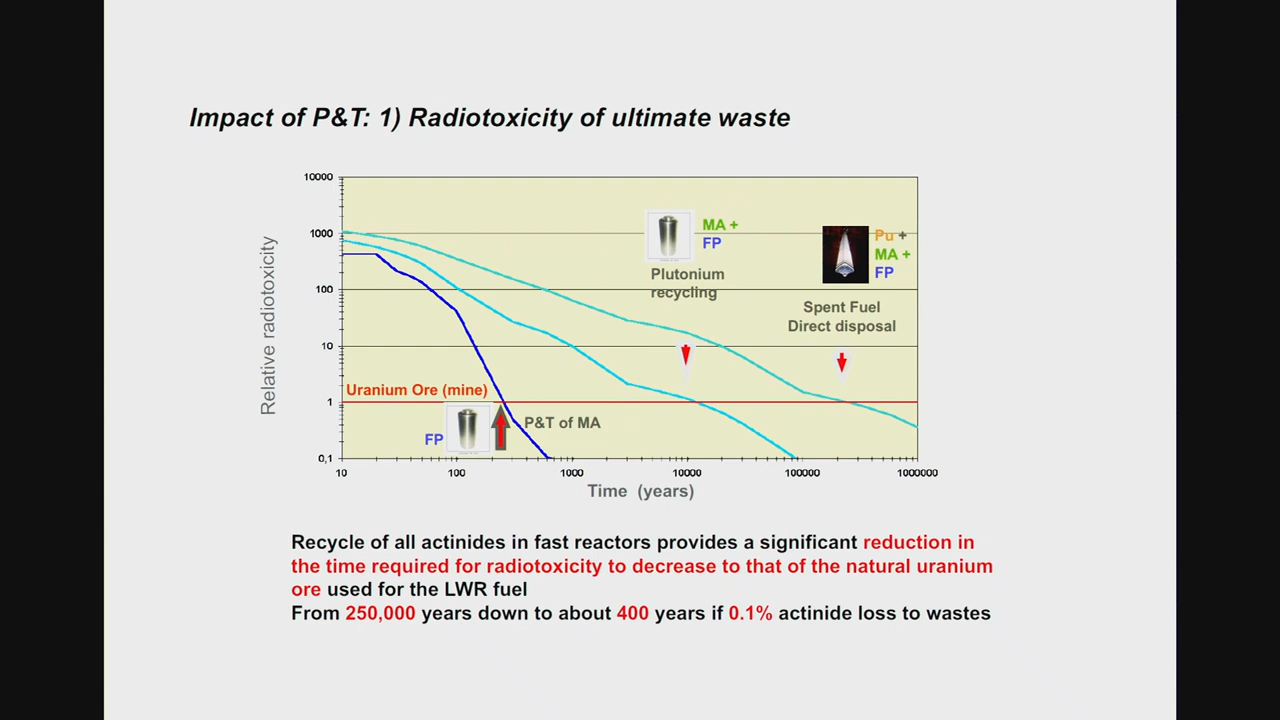 Impact of P&T: 1) Radiotoxicity of ultimate waste
Relative radiotoxicity
10000
1000
100
10
1
0,1
MA +
FP
Plutonium
recycling
Pu +
MA +
FP
Spent Fuel
Direct disposal
Uranium Ore (mine)
FP
P&T of MA
10
100
1000
10000
100000
1000000
Time (years)
Recycle of all actinides in fast reactors provides a significant reduction in
the time required for radiotoxicity to decrease to that of the natural uranium
ore used for the LWR fuel
From 250,000 years down to about 400 years if 0.1% actinide loss to wastes